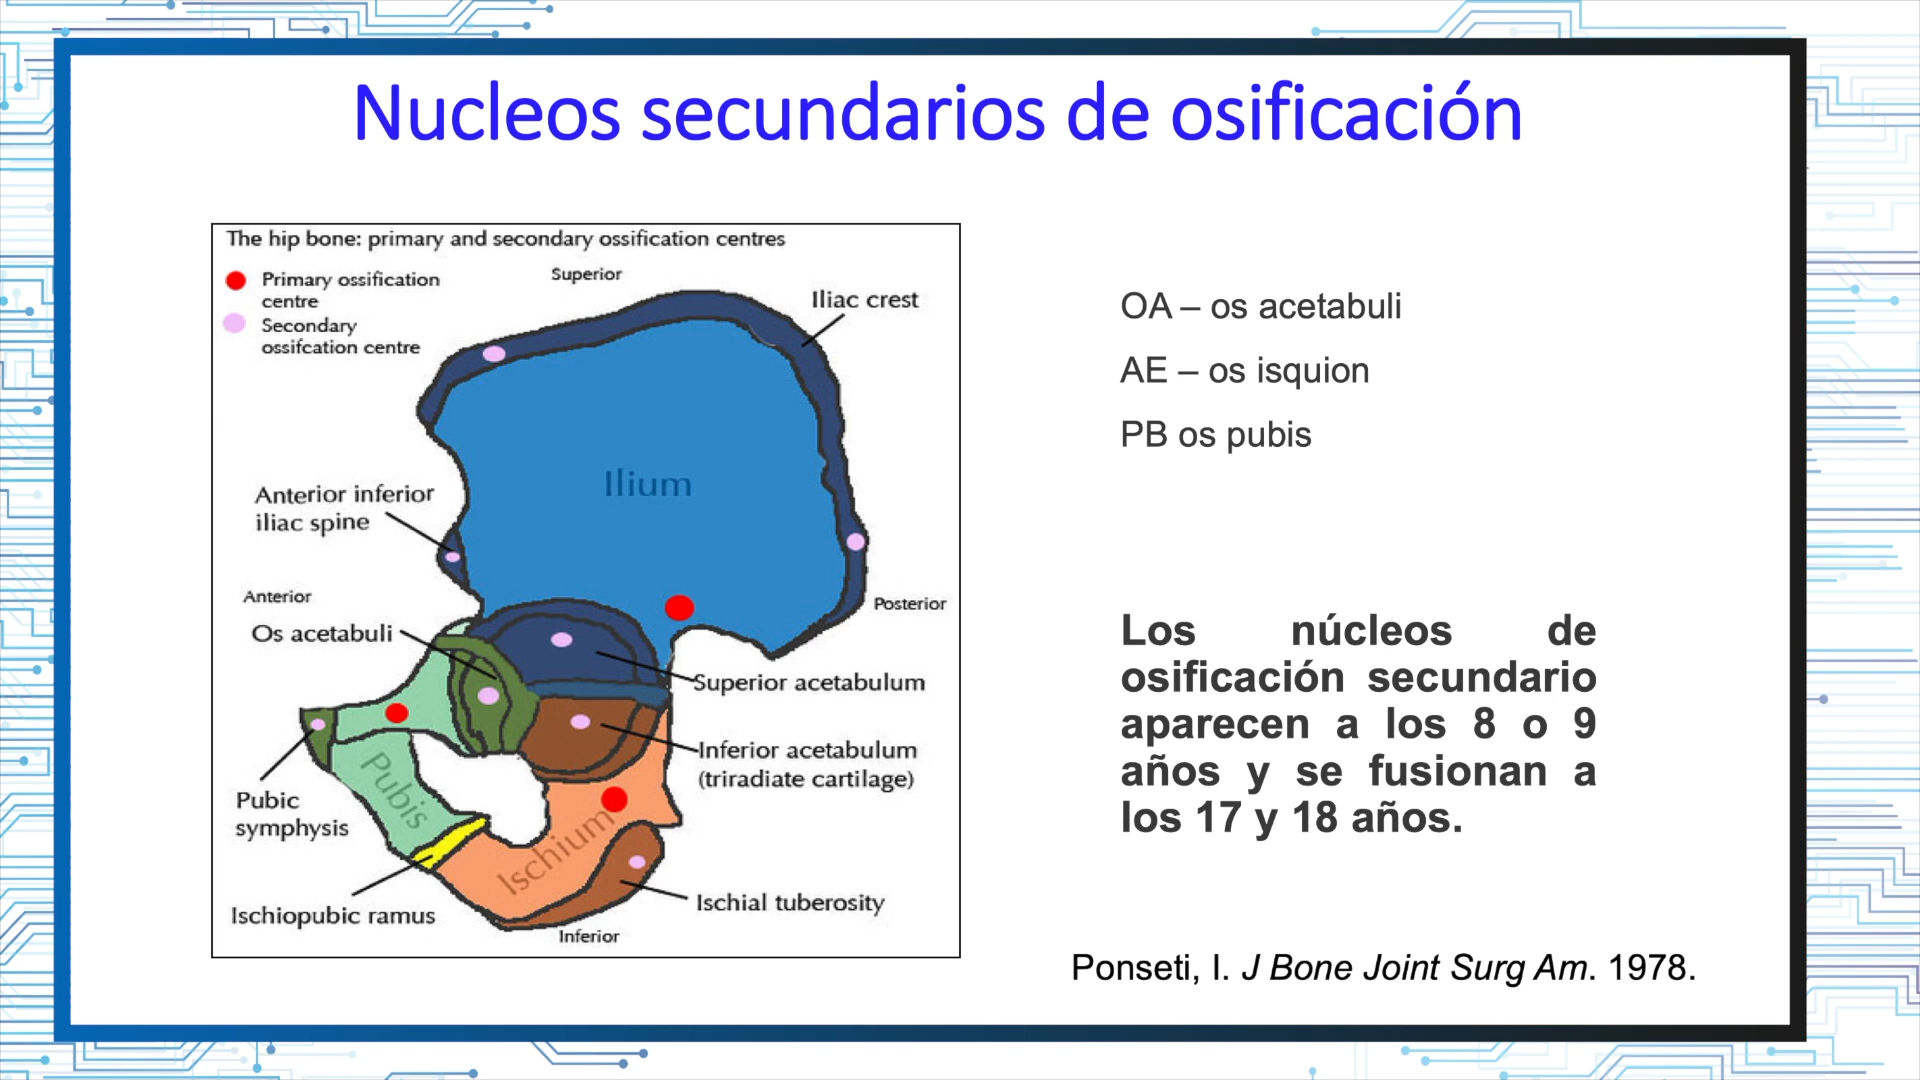 Nucleos secundarios de osificación
The hip bone: primary and secondary ossification centres
Primary ossification
centre
Secondary
ossifcation centre
Superior
Iliac crest
Ilium
Anterior inferior
iliac spine
Anterior
Posterior
Os acetabuli
Superior acetabulum
Inferior acetabulum
(triradiate cartilage)
Pubis
Pubic
symphysis
Ischium
Ischiopubic ramus
Ischial tuberosity
Inferior
OA – os acetabuli
AE – os isquion
PB os pubis
Los núcleos de
osificación secundario
aparecen a los 8 o 9
años y se fusionan a
los 17 y 18 años.
Ponseti, I. J Bone Joint Surg Am. 1978.